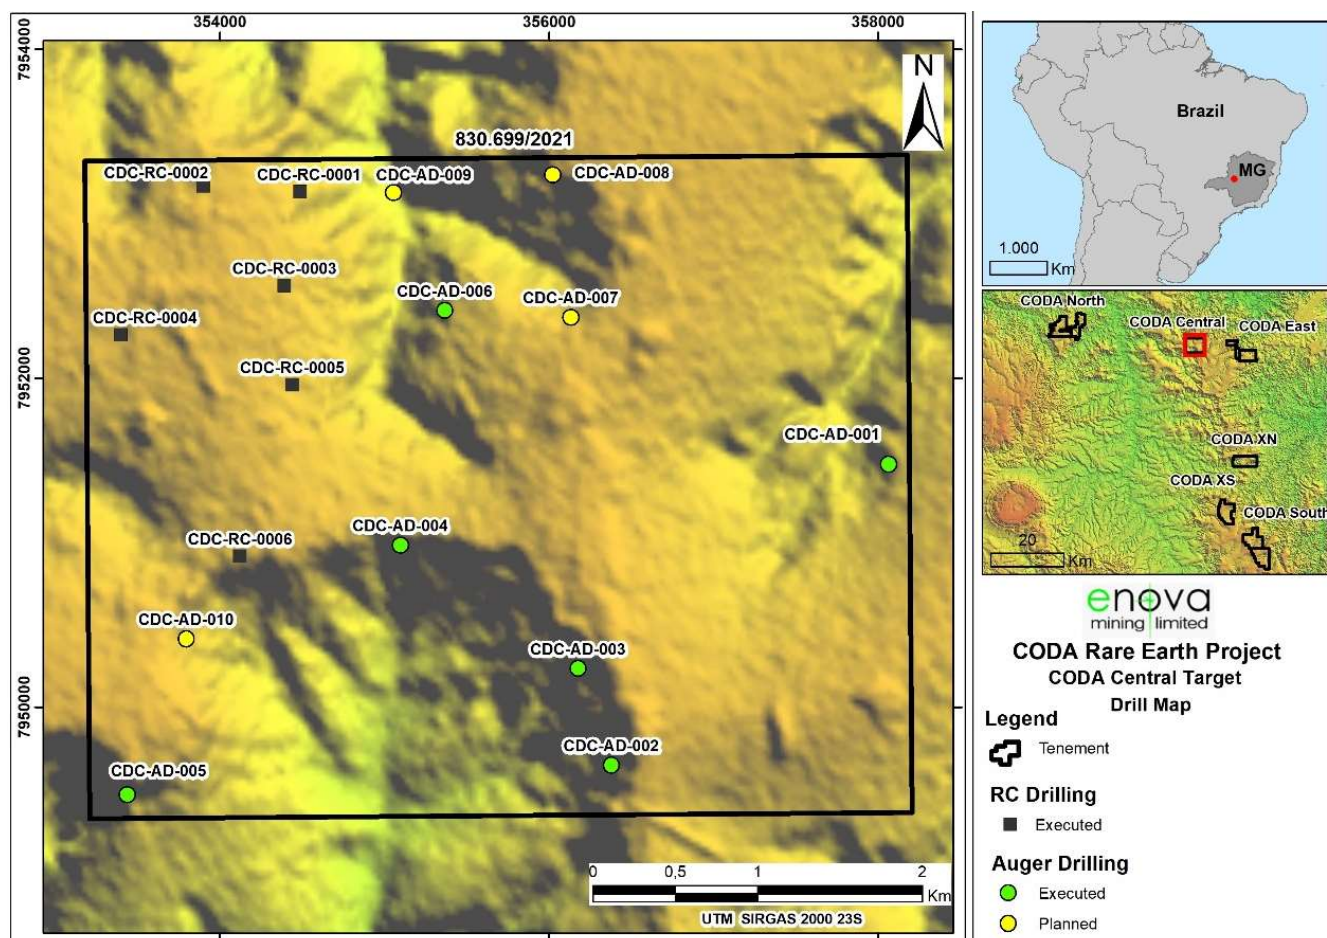 354000
356000
358000
7954000
7952000
7950000
N
830.699/2021
CDC-RC-0002
CDC-RC-0001
CDC-AD-009
CDC-AD-008
CDC-RC-0003
CDC-AD-006
CDC-AD-007
CDC-RC-0004
CDC-RC-0005
CDC-AD-001
CDC-AD-004
CDC-RC-0006
CDC-AD-010
CDC-AD-003
CDC-AD-002
CDC-AD-005
0 0,5 1 2
Km
UTM SIRGAS 2000 23S
Brazil
MG
1.000
Km
CODA North
CODA Central
CODA East
CODA XN
CODA XS
CODA South
20
Km
enova
mining limited
CODA Rare Earth Project
CODA Central Target
Drill Map
Legend
Tenement
RC Drilling
Executed
Auger Drilling
Executed
Planned